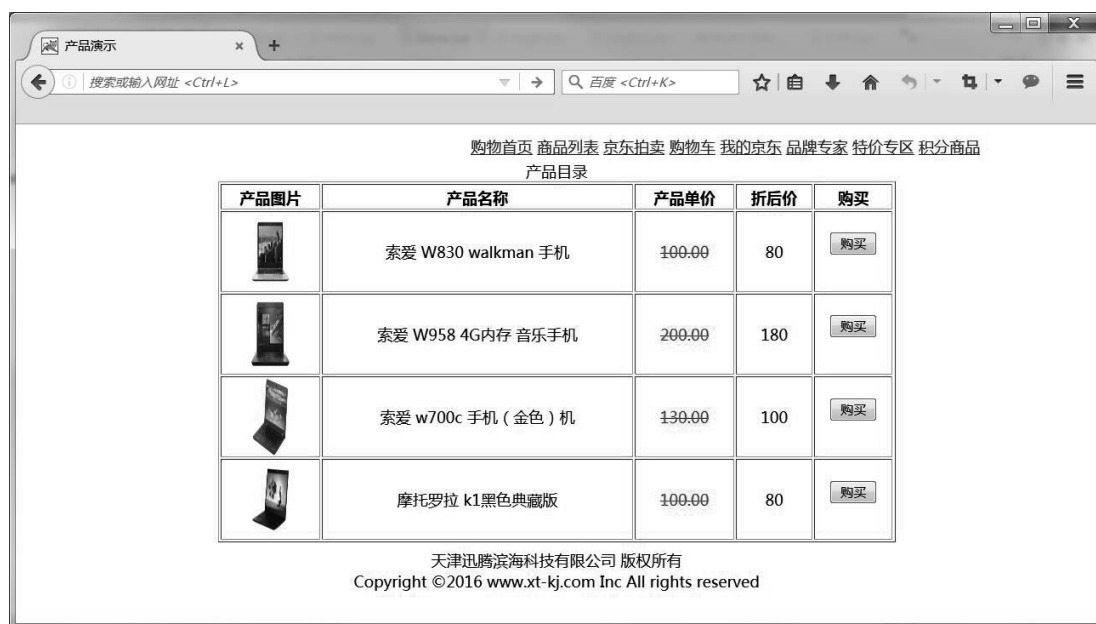 产品演示
搜索或输入网址 <Ctrl+L>
百度 <Ctrl+K>
购物首页 商品列表 京东拍卖 购物车 我的京东 品牌专家 特价专区 积分商品
产品目录
产品图片 产品名称 产品单价 折后价 购买
索爱 W830 walkman 手机 100.00 80 购买
索爱 W958 4G内存 音乐手机 200.00 180 购买
索爱 w700c 手机（金色）机 130.00 100 购买
摩托罗拉 k1黑色典藏版 100.00 80 购买
天津迅腾滨海科技有限公司 版权所有
Copyright ©2016 www.xt-kj.com Inc All rights reserved